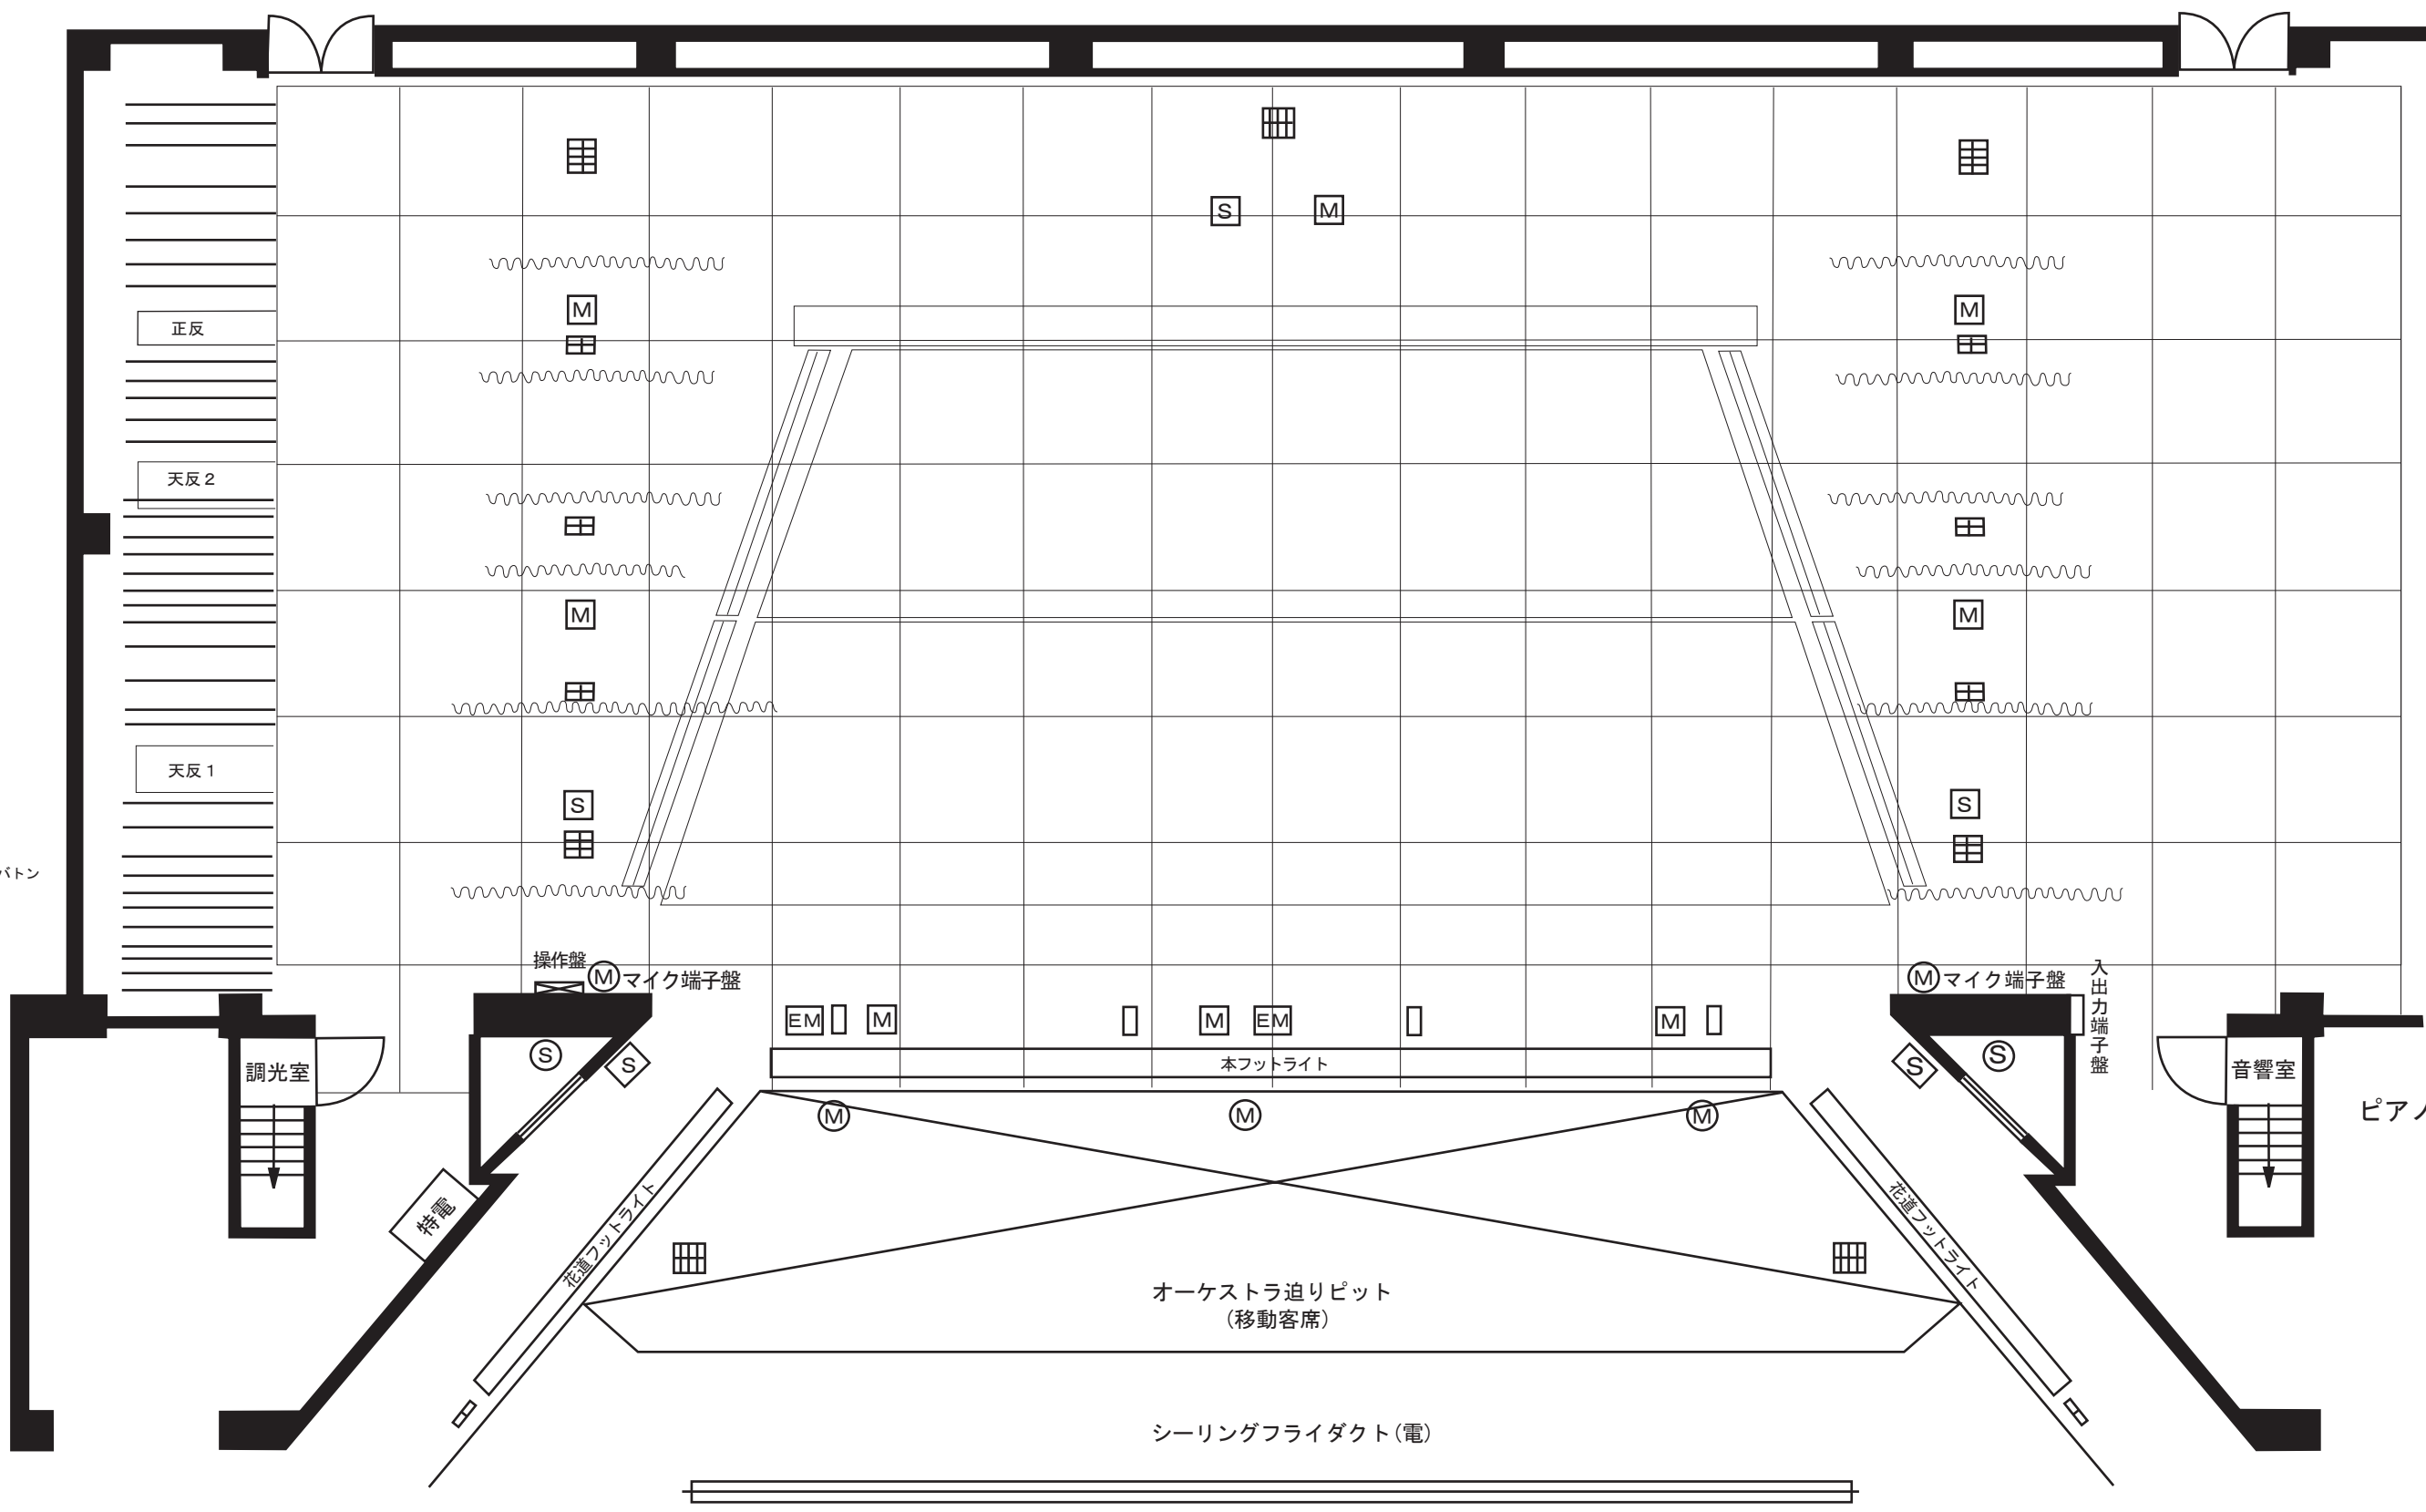 S
M
M
M
正反
天反2
M
M
天反1
S
S
バトン
操作盤
M マイク端子盤
M マイク端子盤
入出力端子盤
EM
M
M
EM
M
S
S
S
S
調光室
本フットライト
音響室
M
M
M
ピアノ
特電
花道フットライト
花道フットライト
オーケストラ迫りピット
(移動客席)
シーリングフライダクト(電)